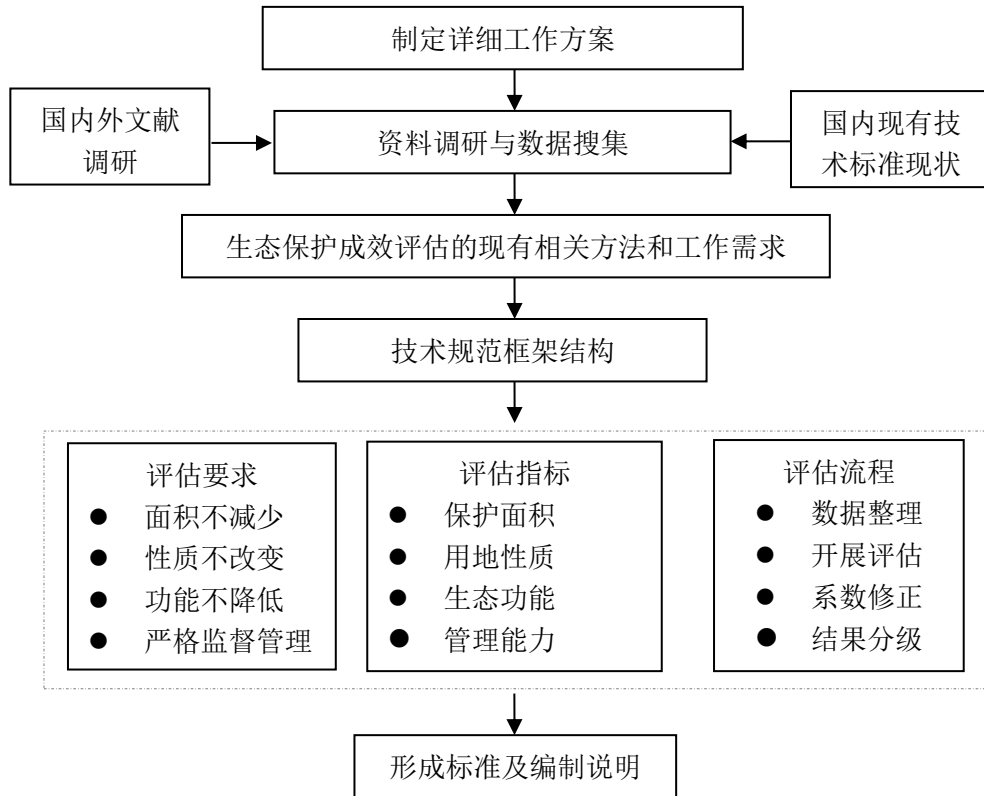 制定详细工作方案
国内外文献
调研
资料调研与数据搜集
国内现有技
术标准现状
生态保护成效评估的现有相关方法和工作需求
技术规范框架结构
评估要求
● 面积不减少
● 性质不改变
● 功能不降低
● 严格监督管理
评估指标
● 保护面积
● 用地性质
● 生态功能
● 管理能力
评估流程
● 数据整理
● 开展评估
● 系数修正
● 结果分级
形成标准及编制说明